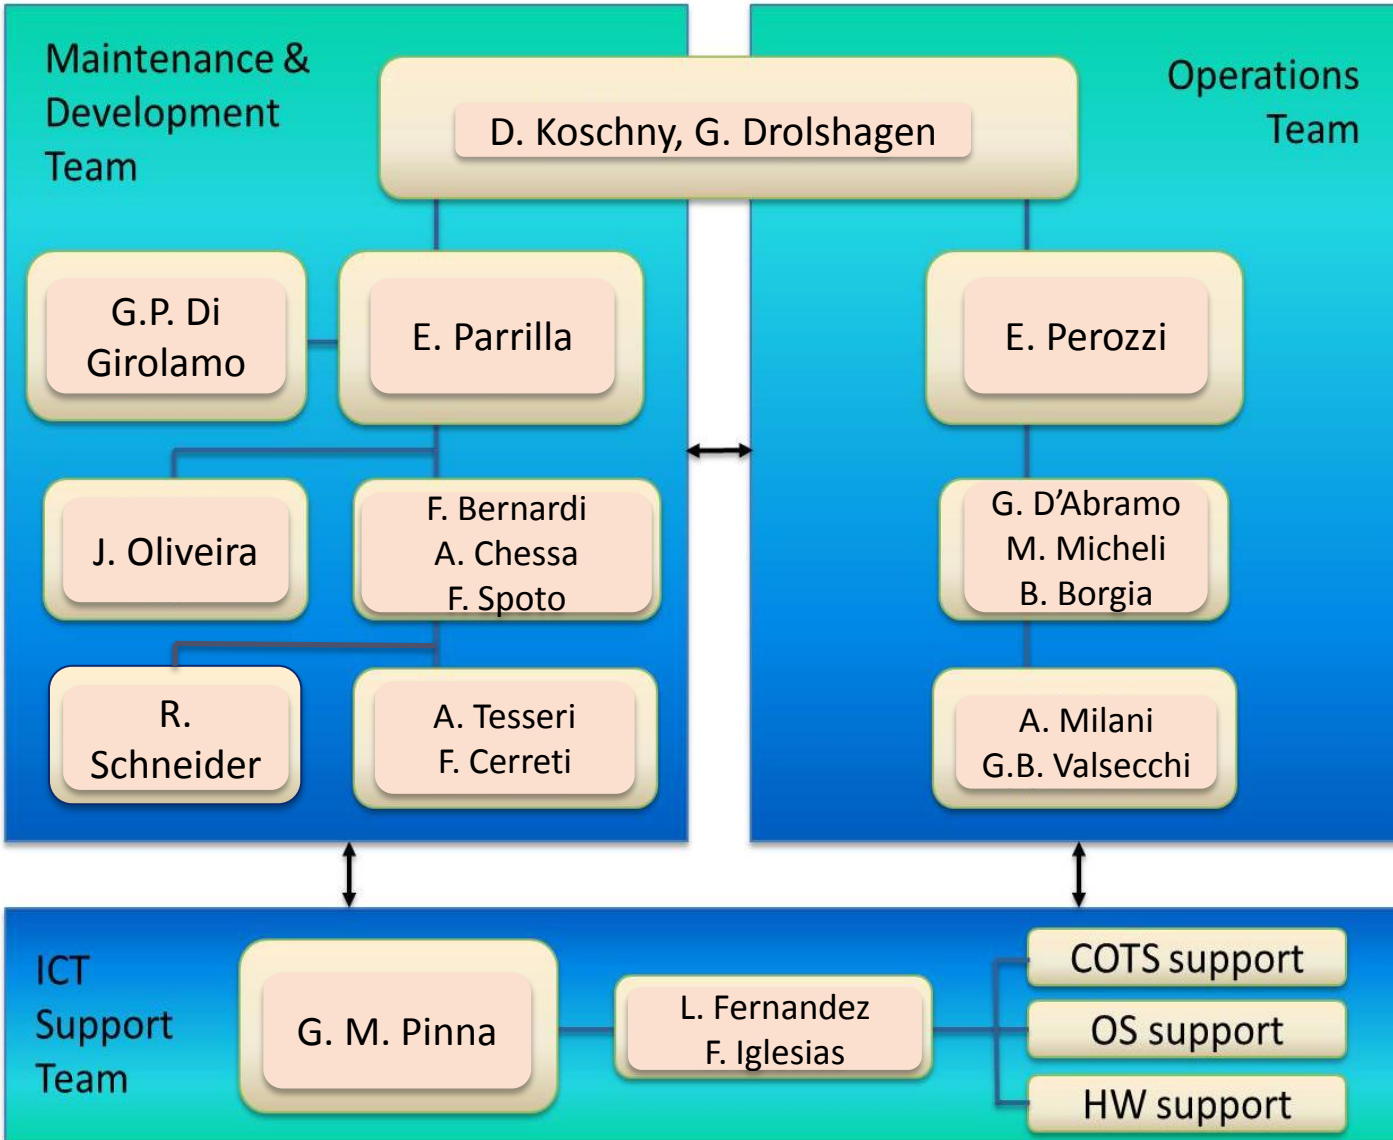 Maintenance &
Development
Team
Operations
Team
D. Koschny, G. Drolshagen
G.P. Di
Girolamo
E. Parrilla
E. Perozzi
J. Oliveira
F. Bernardi
A. Chessa
F. Spoto
G. D’Abramo
M. Micheli
B. Borgia
R.
Schneider
A. Tesseri
F. Cerreti
A. Milani
G.B. Valsecchi
ICT
Support
Team
G. M. Pinna
L. Fernandez
F. Iglesias
COTS support
OS support
HW support